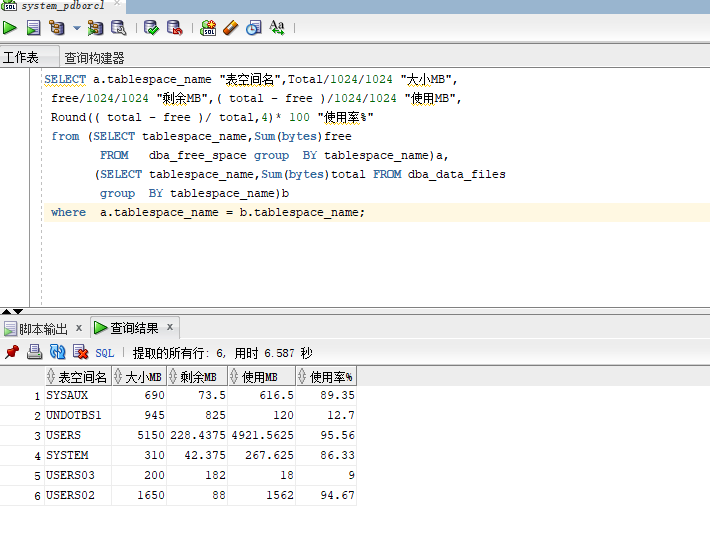 system_pdborcl
工作表 查询构建器
SELECT a.tablespace_name "表空间名",Total/1024/1024 "大小MB",
free/1024/1024 "剩余MB",( total - free )/1024/1024 "使用MB",
Round(( total - free )/ total,4)* 100 "使用率%"
from (SELECT tablespace_name,Sum(bytes)free
FROM dba_free_space group BY tablespace_name)a,
(SELECT tablespace_name,Sum(bytes)total FROM dba_data_files
group BY tablespace_name)b
where a.tablespace_name = b.tablespace_name;
脚本输出 x 查询结果 x
SQL | 提取的所有行: 6, 用时 6.587 秒
表空间名 大小MB 剩余MB 使用MB 使用率%
1 SYSAUX 690 73.5 616.5 89.35
2 UNDOTBS1 945 825 120 12.7
3 USERS 5150 228.4375 4921.5625 95.56
4 SYSTEM 310 42.375 267.625 86.33
5 USERS03 200 182 18 9
6 USERS02 1650 88 1562 94.67